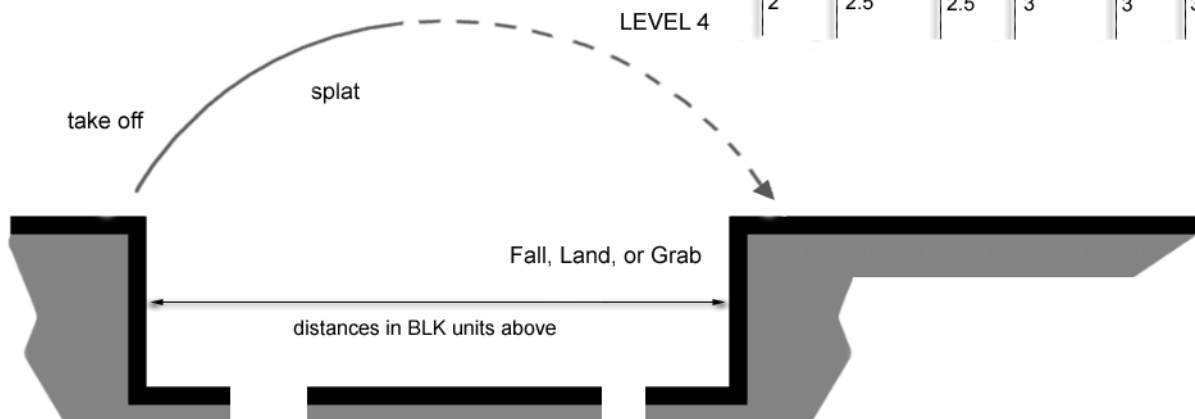 2 2.5 2.5 3 3
LEVEL 4
splat
take off
Fall, Land, or Grab
distances in BLK units above